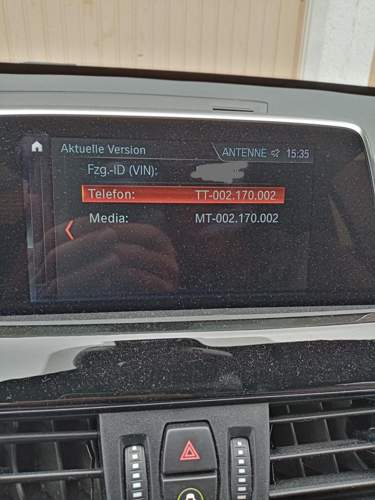 Aktuelle Version ANTENNE 15:35
Fzg.-ID (VIN):
Telefon: TT-002.170.002
Media: MT-002.170.002